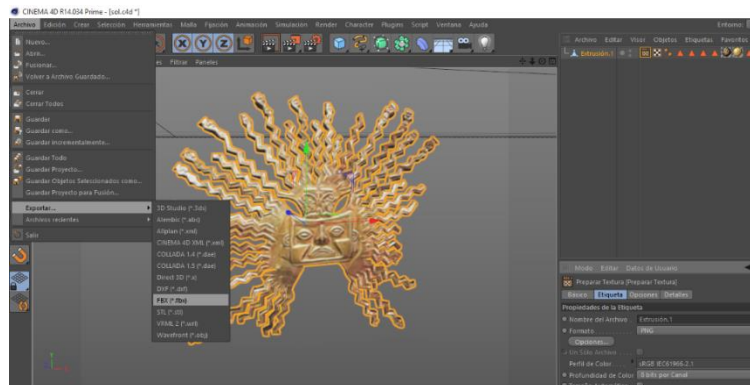 CINEMA 4D R14.034 Prime - [sol.c4d *]
Archivo Edición Crear Selección Herramientas Malla Fijación Animación Simulación Render Character Plugins Script Ventana Ayuda Entorno
Nuevo...
Abrir...
Fusionar...
Volver a Archivo Guardado...
Cerrar
Cerrar Todos
Guardar
Guardar como...
Guardar Incrementalmente...
Guardar Todo
Guardar Proyecto...
Guardar Objetos Seleccionados como...
Guardar Proyecto para Fusión...
Exportar...
Archivos recientes
Salir
X Y Z
es Filtrar Paneles
3D Studio (*.3ds)
Alembic (*.abc)
Allplan (*.xml)
CINEMA 4D XML (*.xml)
COLLADA 1.4 (*.dae)
COLLADA 1.5 (*.dae)
Direct 3D (*.x)
DXF (*.dxf)
FBX (*.fbx)
STL (*.stl)
VRML 2 (*.wrl)
Wavefront (*.obj)
Archivo Editar Visor Objetos Etiquetas Favoritos
Extrusión.1
Modo Editar Datos de Usuario
Preparar Textura [Preparar Textura]
Básico Etiqueta Opciones Detalles
Propiedades de la Etiqueta
Nombre del Archivo Extrusión.1
Formato PNG
Opciones...
Un Sólo Archivo
Perfil de Color sRGB IEC61966-2.1
Profundidad de Color 8 bits por Canal